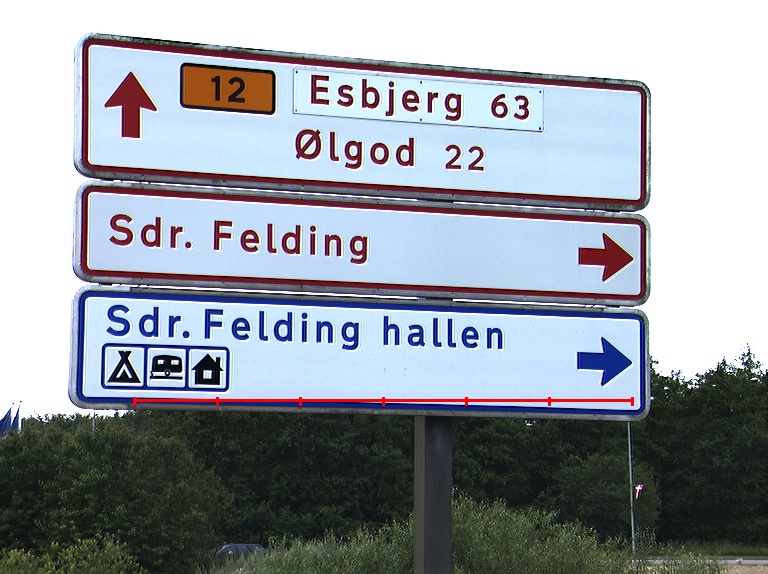 12 Esbjerg 63
Ølgod 22
Sdr. Felding
Sdr. Felding hallen